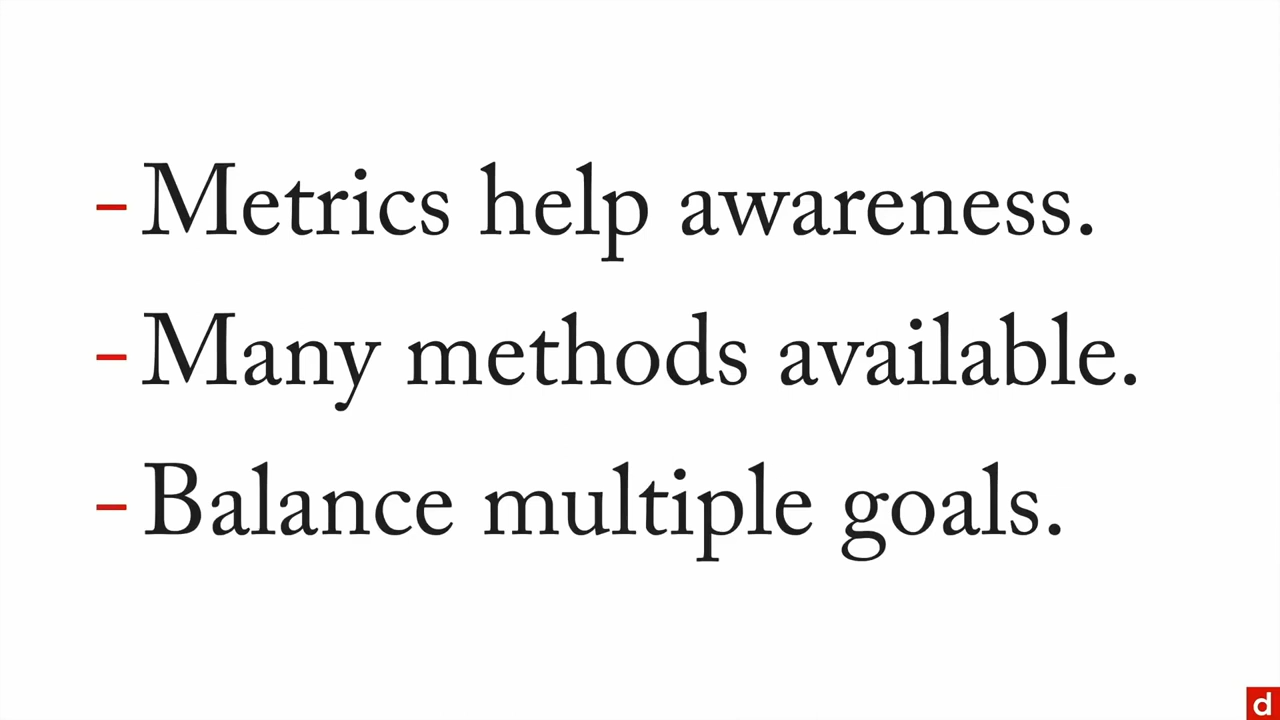 - Metrics help awareness.
- Many methods available.
- Balance multiple goals.
d